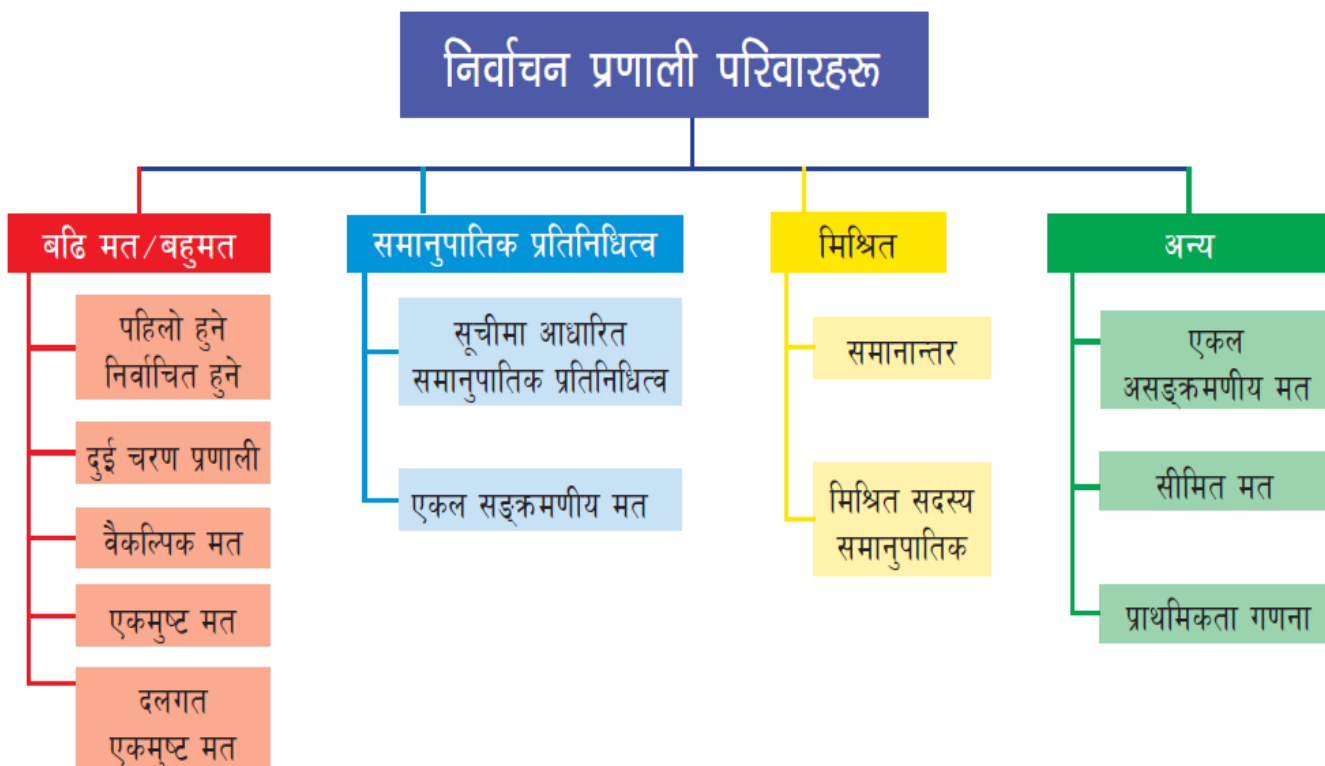 निर्वाचन प्रणाली परिवारहरू
बढि मत/बहुमत
पहिलो हुने
निर्वाचित हुने
दुई चरण प्रणाली
वैकल्पिक मत
एकमुष्ट मत
दलगत
एकमुष्ट मत
समानुपातिक प्रतिनिधित्व
सूचीमा आधारित
समानुपातिक प्रतिनिधित्व
एकल सङ्क्रमणीय मत
मिश्रित
समानान्तर
मिश्रित सदस्य
समानुपातिक
अन्य
एकल
असङ्क्रमणीय मत
सीमित मत
प्राथमिकता गणना